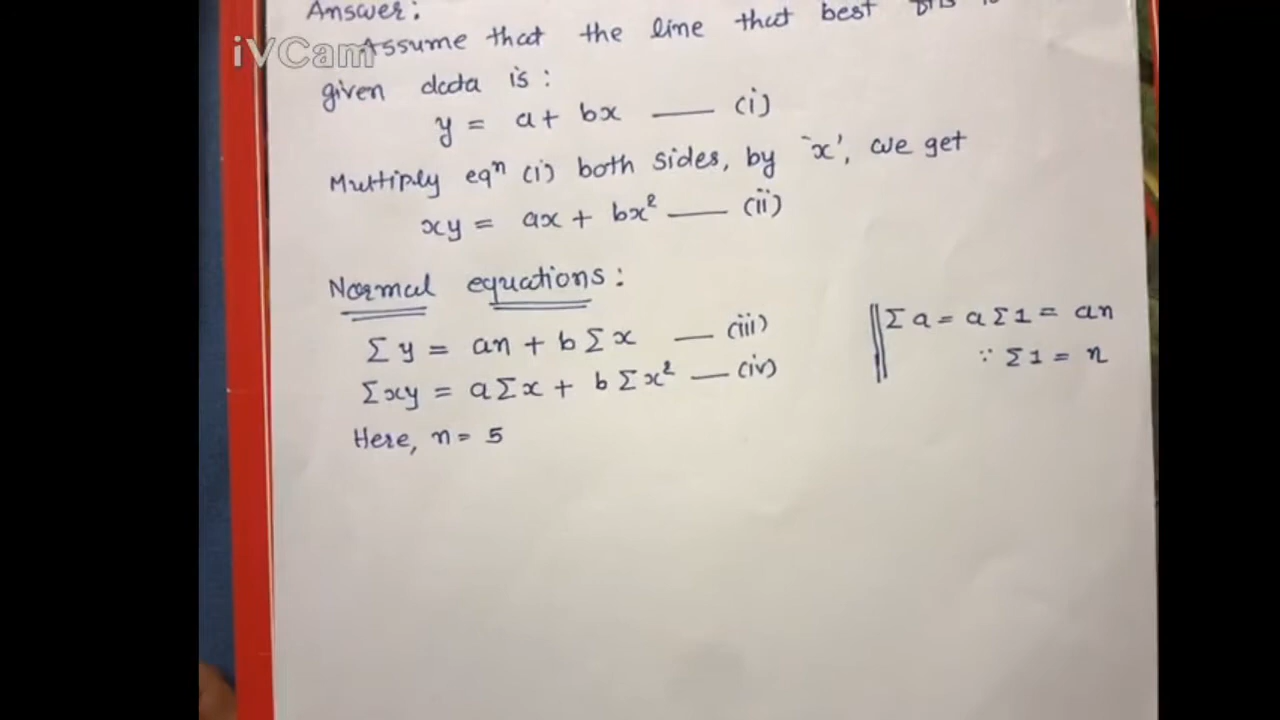 Answer:
iVCam
Assume that the line that best fits
given data is:
y = a + bx —— (i)
Multiply eqⁿ (i) both sides, by 'x', we get
xy = ax + bx² —— (ii)
Normal equations:
Σy = an + bΣx — (iii)
‖Σa = aΣ1 = an
Σxy = aΣx + bΣx² — (iv)
∵ Σ1 = n
Here, n = 5